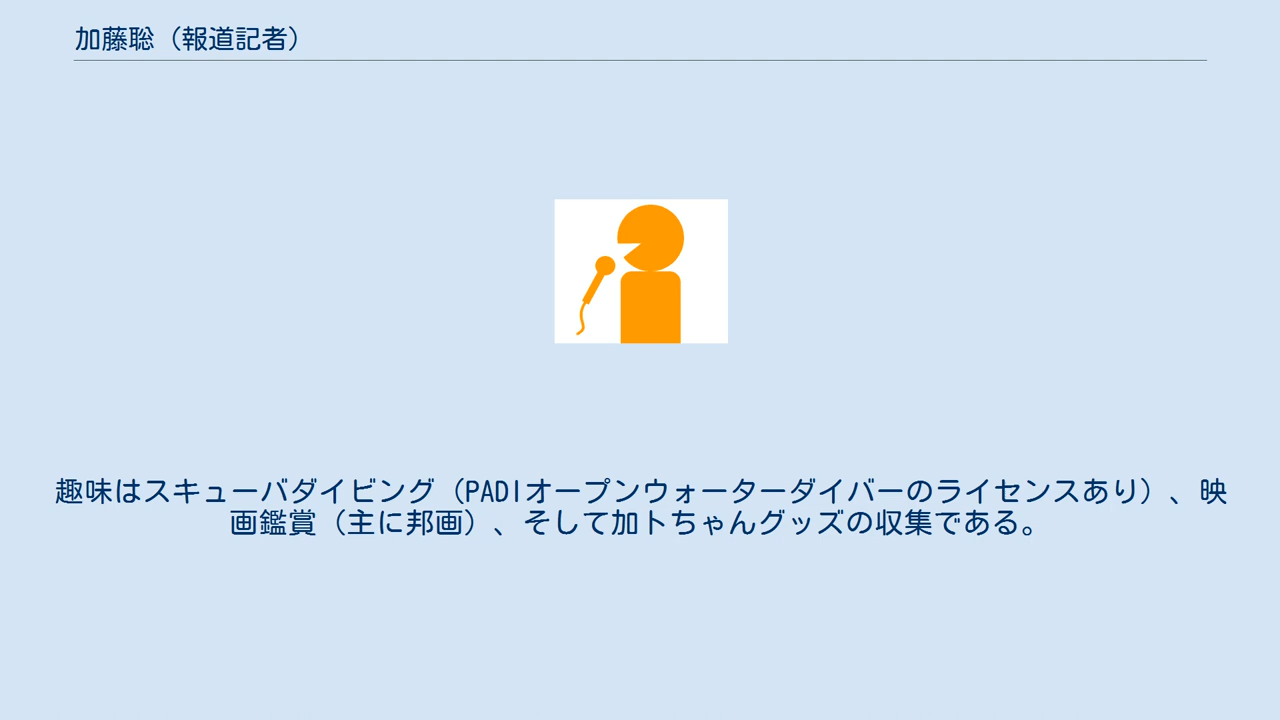 加藤聡（報道記者）
趣味はスキューバダイビング（PADIオープンウォーターダイバーのライセンスあり）、映
画鑑賞（主に邦画）、そして加トちゃんグッズの収集である。